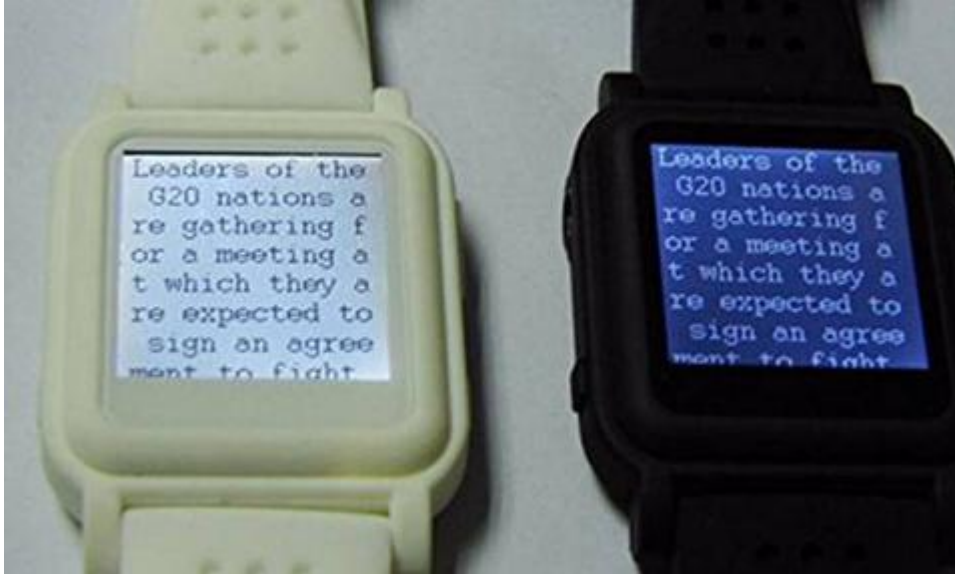 Leaders of the
G20 nations a
re gathering f
or a meeting a
t which they a
re expected to
sign an agree
ment to fight
Leaders of the
G20 nations a
re gathering f
or a meeting a
t which they a
re expected to
sign an agree
ment to fight